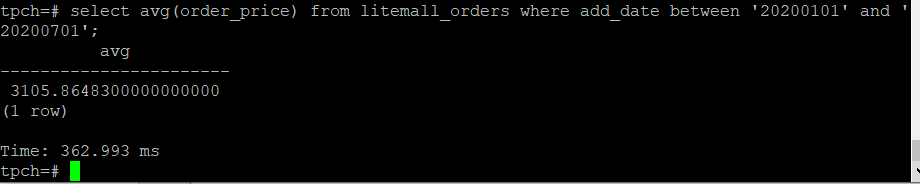 tpch=# select avg(order_price) from litemall_orders where add_date between '20200101' and '
20200701';
avg
-----------------------
3105.8648300000000000
(1 row)
Time: 362.993 ms
tpch=#